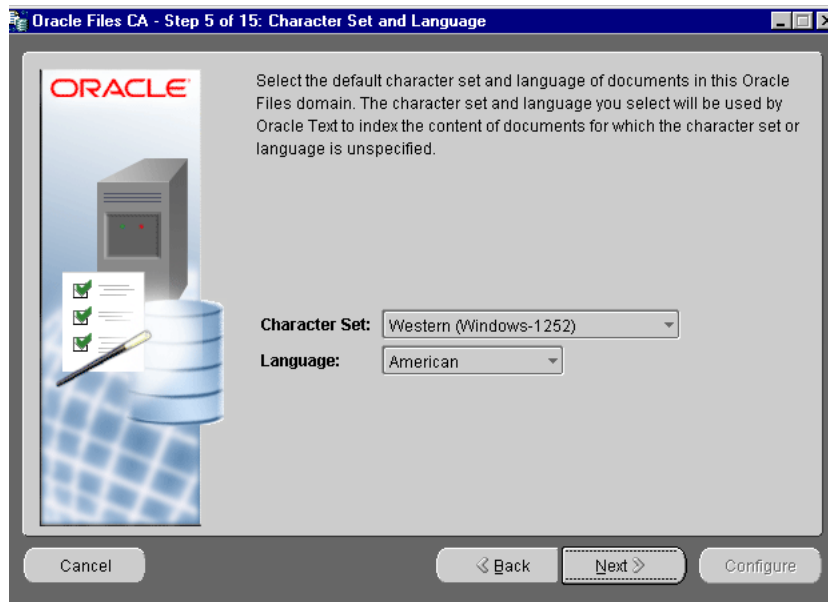 Oracle Files CA - Step 5 of 15: Character Set and Language
ORACLE
Select the default character set and language of documents in this Oracle
Files domain. The character set and language you select will be used by
Oracle Text to index the content of documents for which the character set or
language is unspecified.
Character Set: Western (Windows-1252)
Language: American
Cancel Back Next Configure